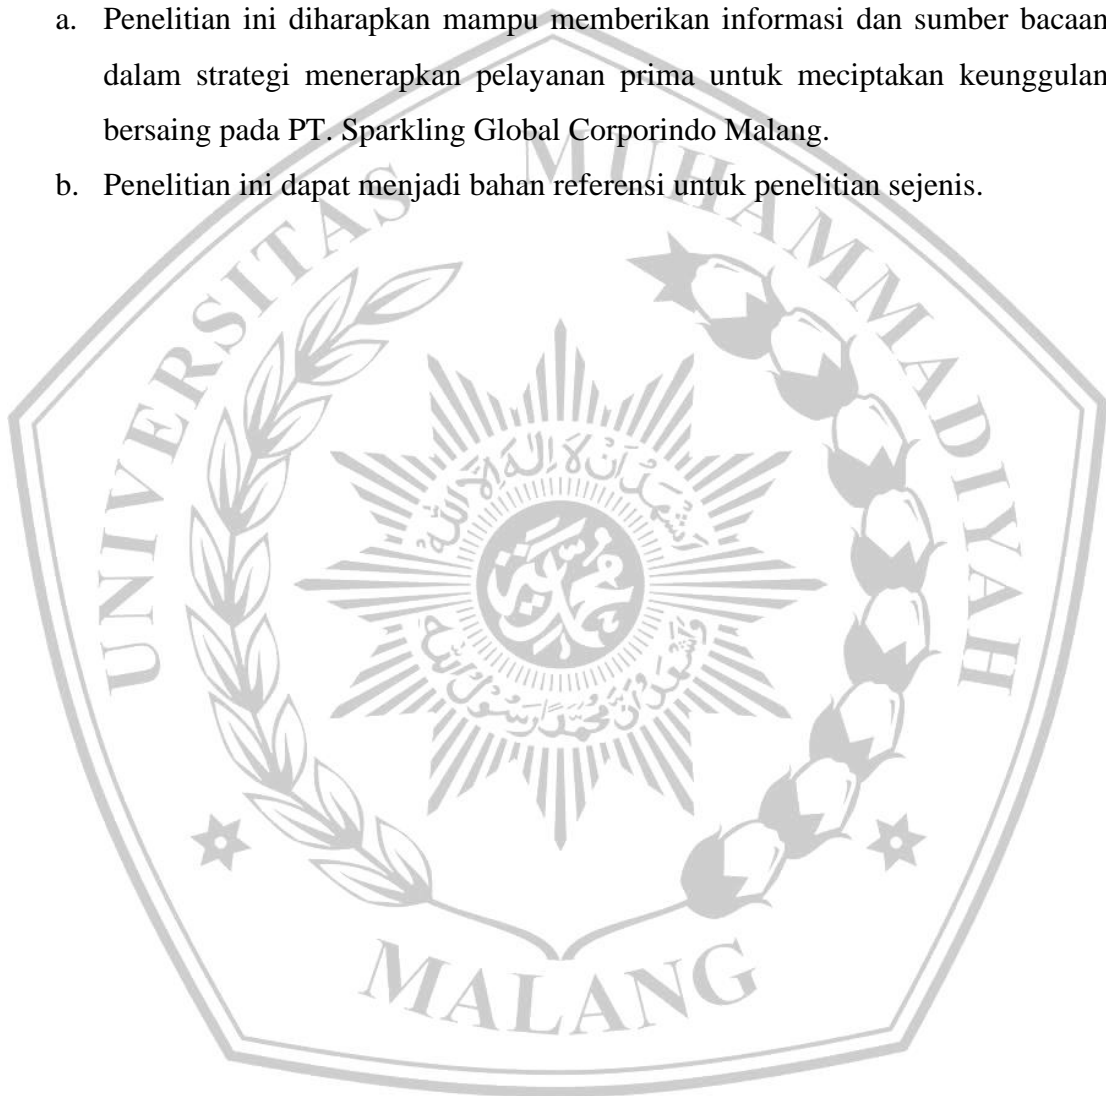 a. Penelitian ini diharapkan mampu memberikan informasi dan sumber bacaan
dalam strategi menerapkan pelayanan prima untuk meciptakan keunggulan
bersaing pada PT. Sparkling Global Corporindo Malang.
b. Penelitian ini dapat menjadi bahan referensi untuk penelitian sejenis.
UNIVERSITAS MUHAMMADIYAH
MALANG